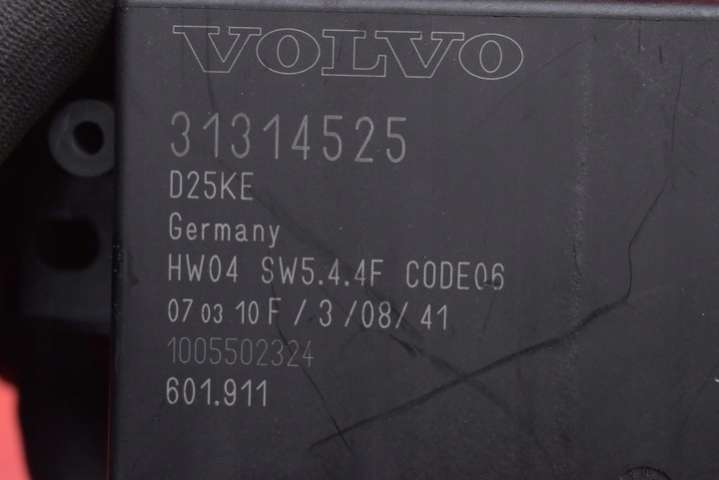 VOLVO
31314525
D25KE
Germany
HW04 SW5.4.4F CODE06
07 03 10 F / 3 /08/ 41
1005502324
601.911